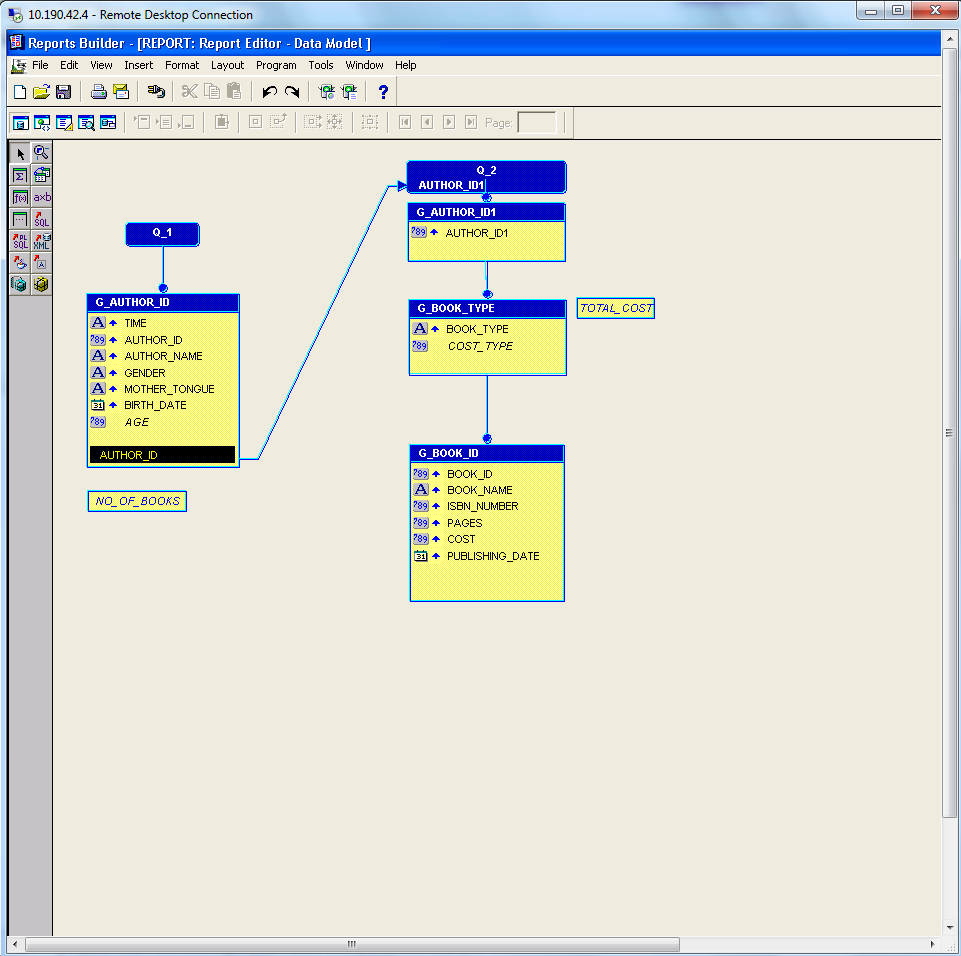 10.190.42.4 - Remote Desktop Connection
Reports Builder - [REPORT: Report Editor - Data Model ]
File Edit View Insert Format Layout Program Tools Window Help
Page:
Q_2
AUTHOR_ID1
G_AUTHOR_ID1
AUTHOR_ID1
Q_1
G_AUTHOR_ID
TIME
AUTHOR_ID
AUTHOR_NAME
GENDER
MOTHER_TONGUE
BIRTH_DATE
AGE
AUTHOR_ID
NO_OF_BOOKS
G_BOOK_TYPE
BOOK_TYPE
COST_TYPE
TOTAL_COST
G_BOOK_ID
BOOK_ID
BOOK_NAME
ISBN_NUMBER
PAGES
COST
PUBLISHING_DATE